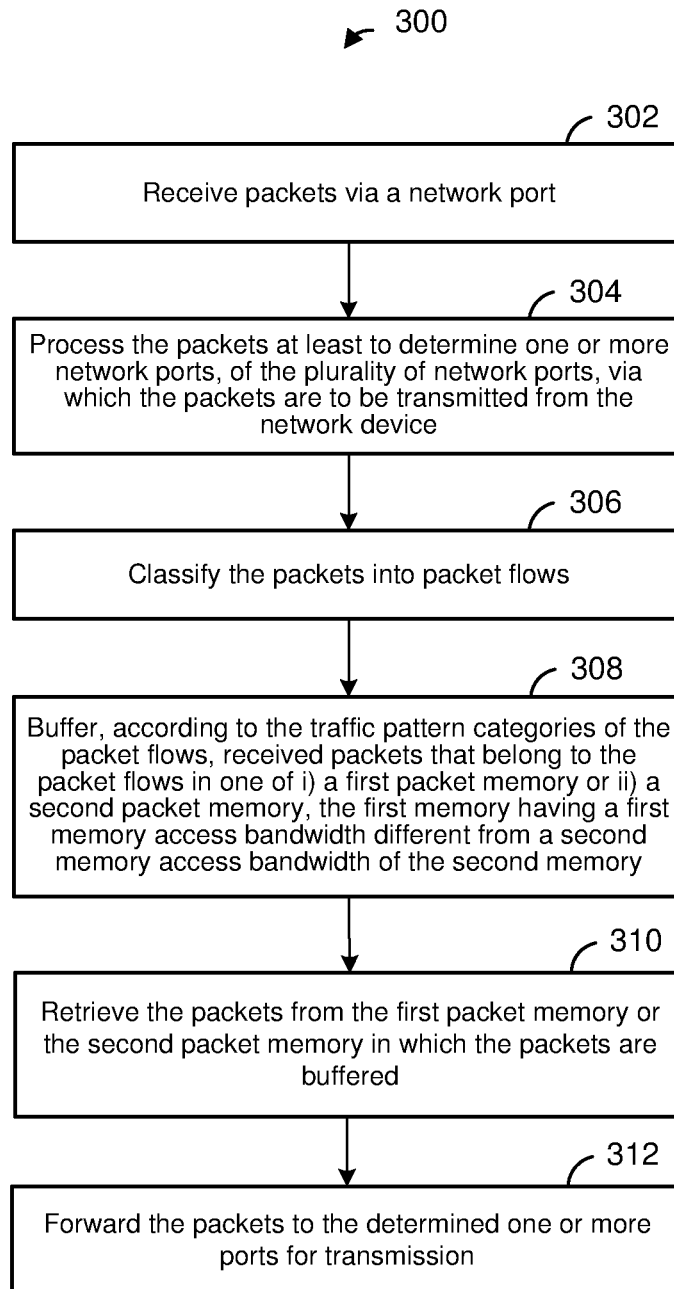 300
302
Receive packets via a network port
304
Process the packets at least to determine one or more
network ports, of the plurality of network ports, via
which the packets are to be transmitted from the
network device
306
Classify the packets into packet flows
308
Buffer, according to the traffic pattern categories of the
packet flows, received packets that belong to the
packet flows in one of i) a first packet memory or ii) a
second packet memory, the first memory having a first
memory access bandwidth different from a second
memory access bandwidth of the second memory
310
Retrieve the packets from the first packet memory or
the second packet memory in which the packets are
buffered
312
Forward the packets to the determined one or more
ports for transmission